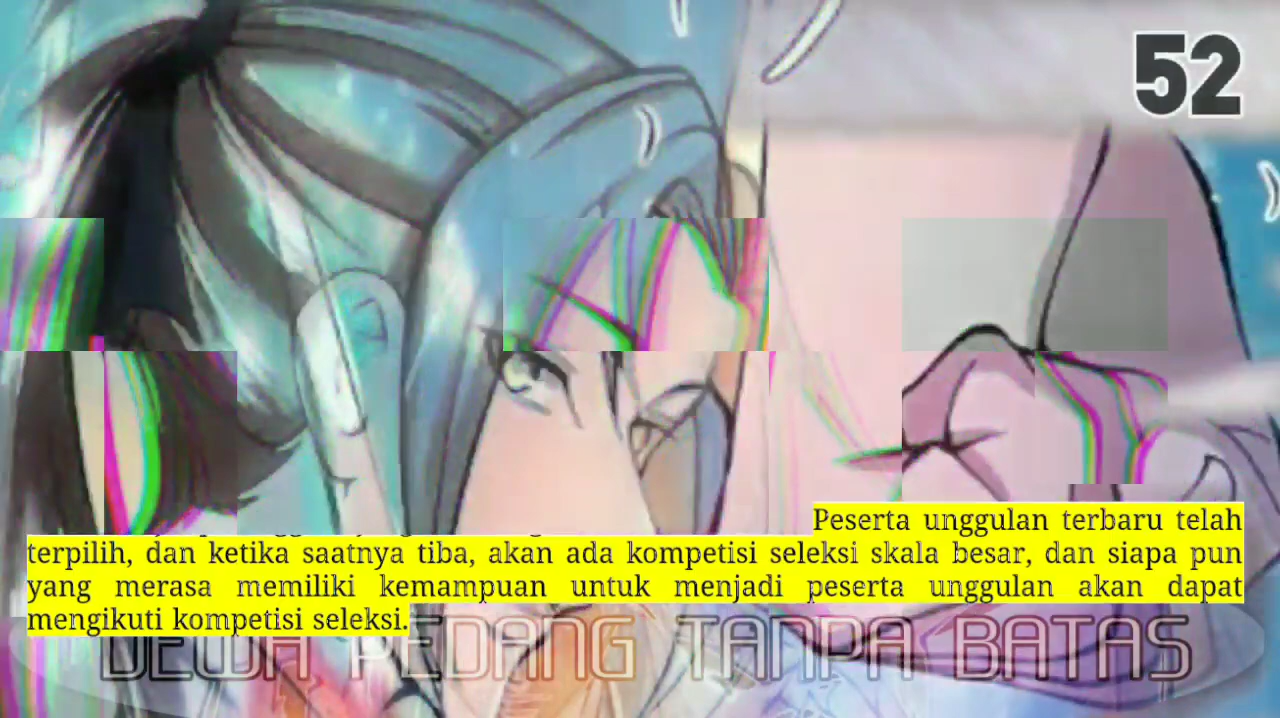 52
Peserta unggulan terbaru telah
terpilih, dan ketika saatnya tiba, akan ada kompetisi seleksi skala besar, dan siapa pun
yang merasa memiliki kemampuan untuk menjadi peserta unggulan akan dapat
mengikuti kompetisi seleksi.
DEWA PEDANG TANPA BATAS